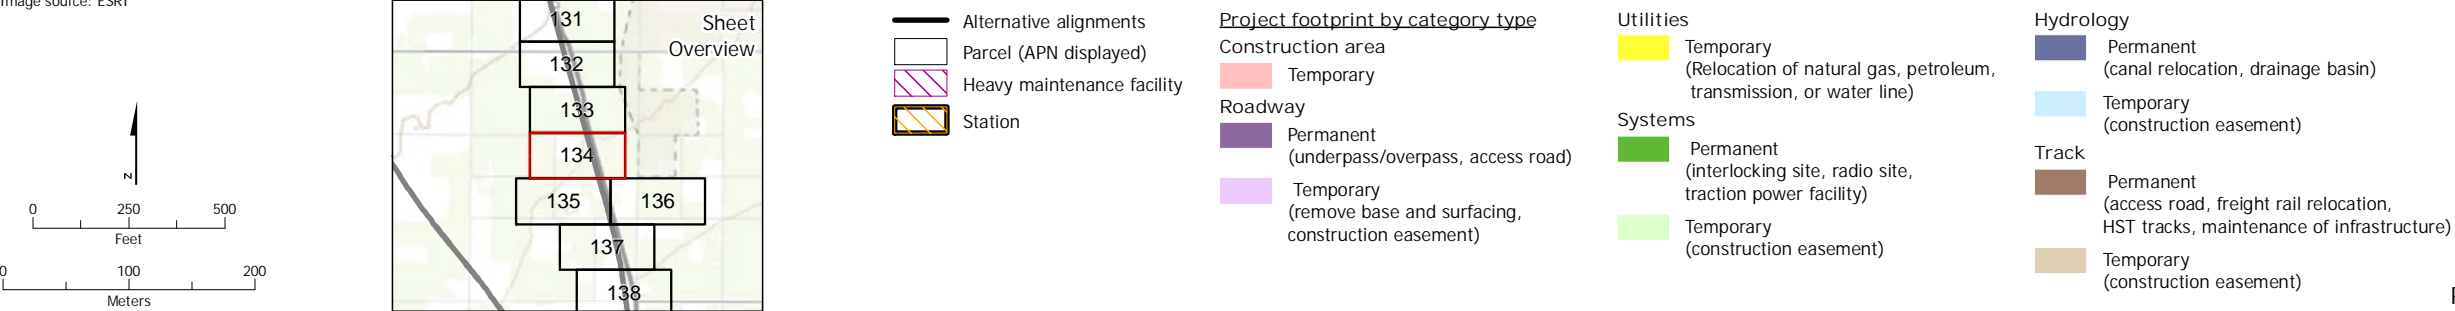 Image source: ESRI
N
0 250 500
Feet
0 100 200
Meters
Sheet
Overview
131
132
133
134
135 136
137
138
Alternative alignments
Parcel (APN displayed)
Heavy maintenance facility
Station
Project footprint by category type
Construction area
Temporary
Roadway
Permanent
(underpass/overpass, access road)
Temporary
(remove base and surfacing,
construction easement)
Utilities
Temporary
(Relocation of natural gas, petroleum,
transmission, or water line)
Systems
Permanent
(interlocking site, radio site,
traction power facility)
Temporary
(construction easement)
Hydrology
Permanent
(canal relocation, drainage basin)
Temporary
(construction easement)
Track
Permanent
(access road, freight rail relocation,
HST tracks, maintenance of infrastructure)
Temporary
(construction easement)